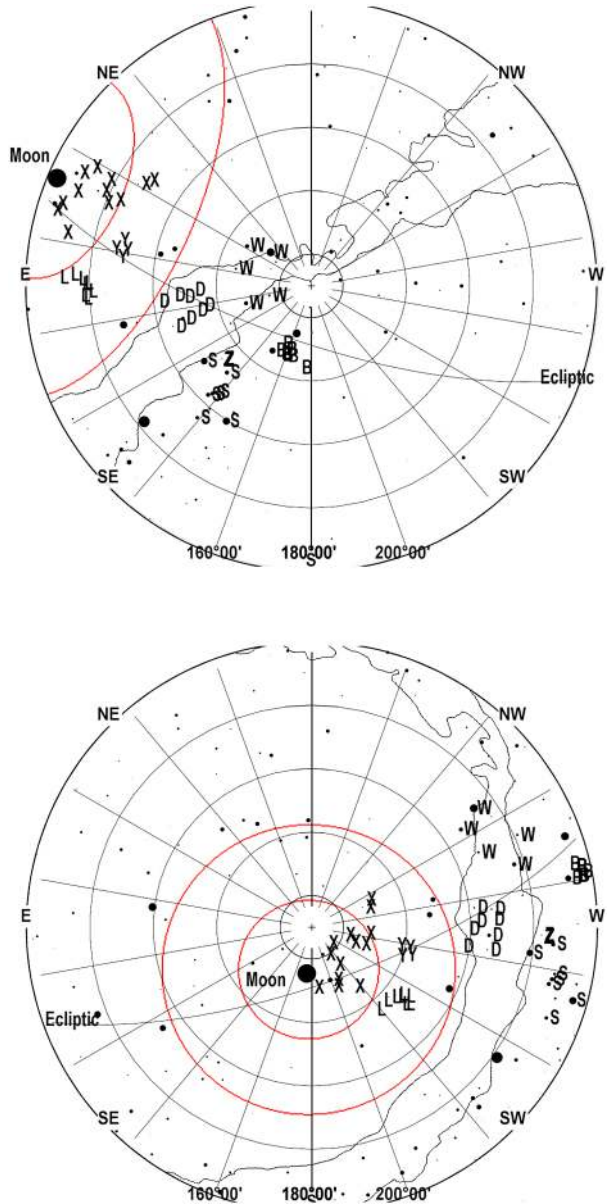 NE
NW
Moon
X X X X X X X X X X X X
Y Y Y Y
W W W W W
E
W
L L L L L L
D D D D D D D D
B B B B B B
Z
S S S S S S
Ecliptic
SE
SW
160°00' 180°00' 200°00'
S
NE
NW
W W W W W
B B B B B B
X X X X X X X X X X X X
E
W
D D D D D D D D
Y Y Y Y
Z
S S S S S S
Moon
L L L L L L
Ecliptic
SE
SW
160°00' 180°00' 200°00'